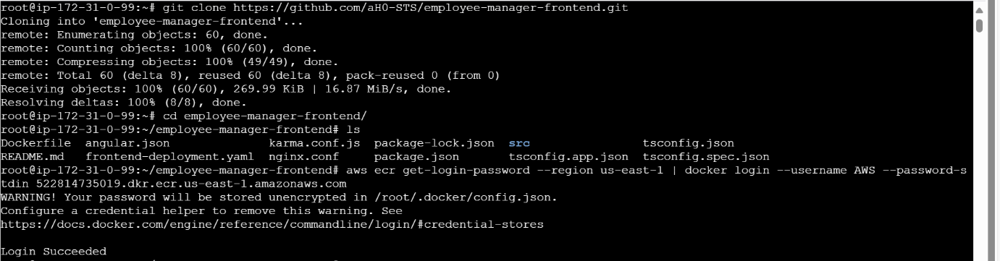 root@ip-172-31-0-99:~# git clone https://github.com/aH0-STS/employee-manager-frontend.git
Cloning into 'employee-manager-frontend'...
remote: Enumerating objects: 60, done.
remote: Counting objects: 100% (60/60), done.
remote: Compressing objects: 100% (49/49), done.
remote: Total 60 (delta 8), reused 60 (delta 8), pack-reused 0 (from 0)
Receiving objects: 100% (60/60), 269.99 KiB | 16.87 MiB/s, done.
Resolving deltas: 100% (8/8), done.
root@ip-172-31-0-99:~# cd employee-manager-frontend/
root@ip-172-31-0-99:~/employee-manager-frontend# ls
Dockerfile  angular.json              karma.conf.js  package-lock.json  src                tsconfig.json
README.md   frontend-deployment.yaml  nginx.conf     package.json       tsconfig.app.json  tsconfig.spec.json
root@ip-172-31-0-99:~/employee-manager-frontend# aws ecr get-login-password --region us-east-1 | docker login --username AWS --password-s
tdin 522814735019.dkr.ecr.us-east-1.amazonaws.com
WARNING! Your password will be stored unencrypted in /root/.docker/config.json.
Configure a credential helper to remove this warning. See
https://docs.docker.com/engine/reference/commandline/login/#credential-stores

Login Succeeded